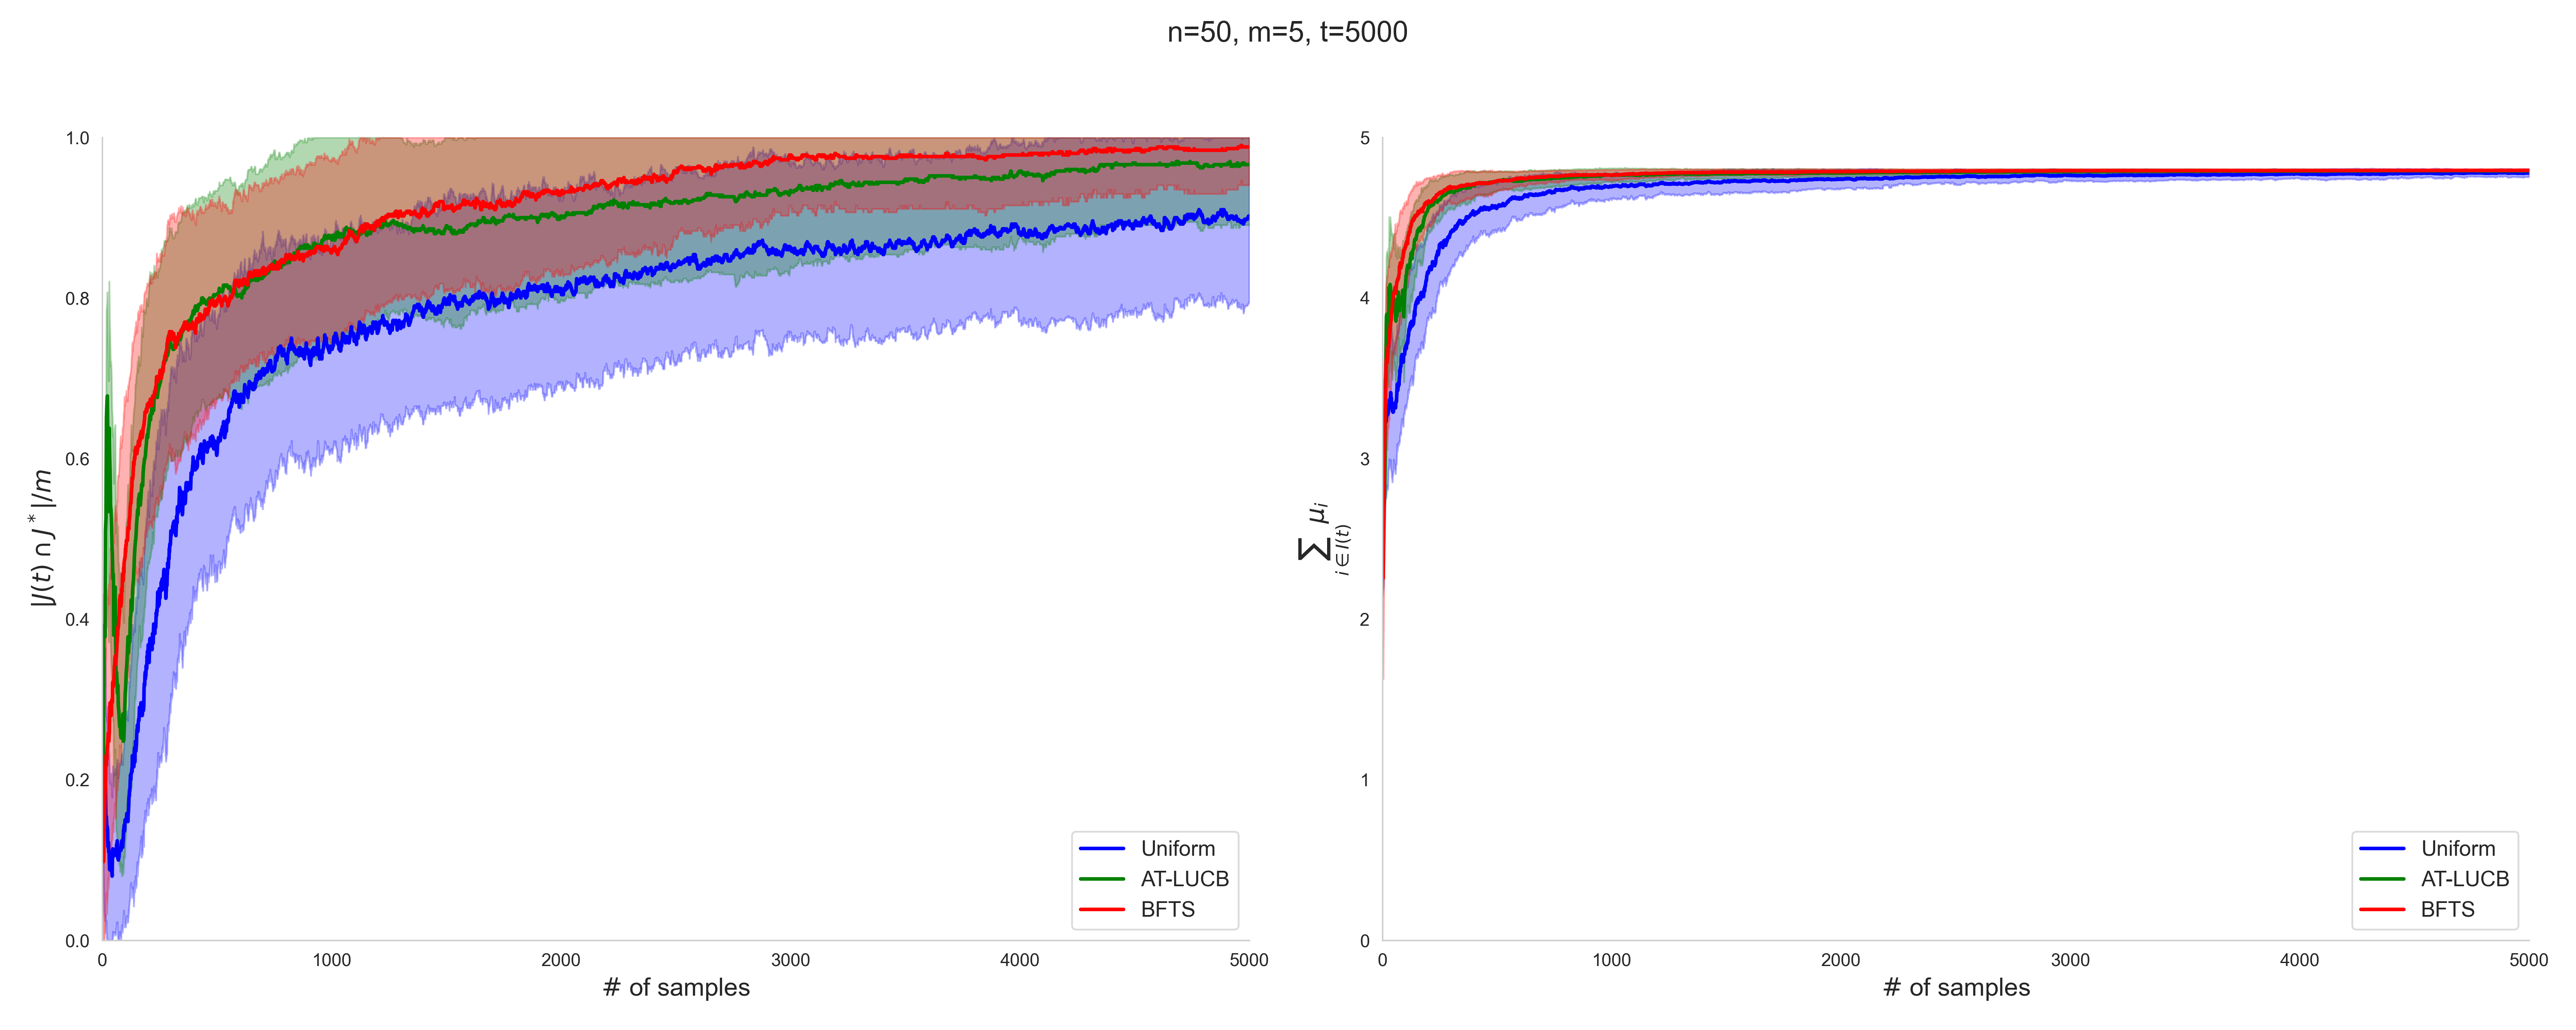 n=50, m=5, t=5000
|J(t) ∩ J*|/m
1.0
0.8
0.6
0.4
0.2
0.0
0 1000 2000 3000 4000 5000
# of samples
Uniform
AT-LUCB
BFTS
∑ μi
i∈I(t)
5
4
3
2
1
0
0 1000 2000 3000 4000 5000
# of samples
Uniform
AT-LUCB
BFTS